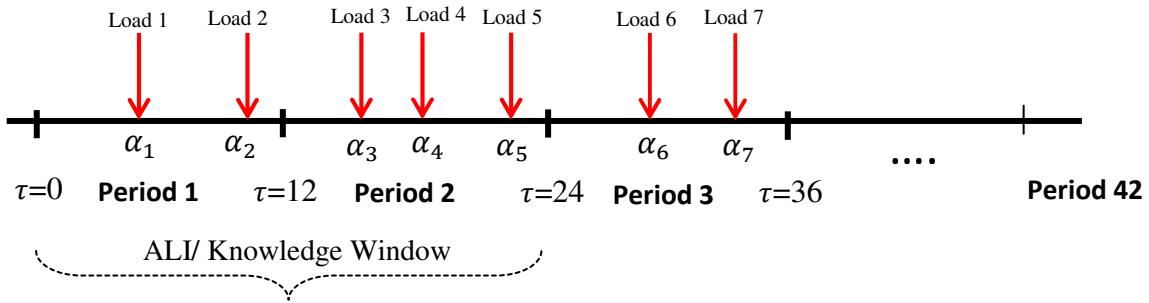 Load 1 Load 2 Load 3 Load 4 Load 5 Load 6 Load 7
α₁ α₂ α₃ α₄ α₅ α₆ α₇
....
τ=0 Period 1 τ=12 Period 2 τ=24 Period 3 τ=36 Period 42
ALI/ Knowledge Window